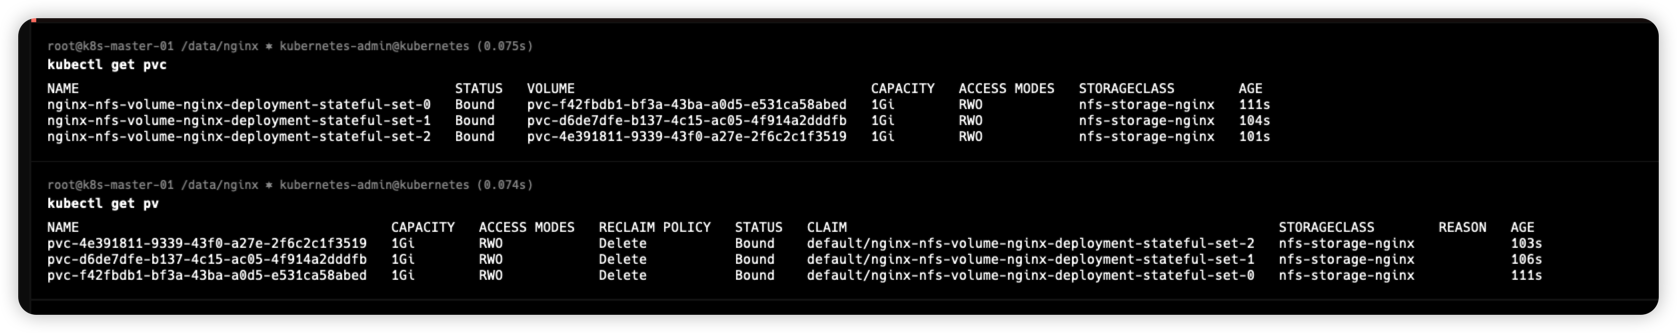 root@k8s-master-01 /data/nginx ✱ kubernetes-admin@kubernetes (0.075s)
kubectl get pvc
NAME STATUS VOLUME CAPACITY ACCESS MODES STORAGECLASS AGE
nginx-nfs-volume-nginx-deployment-stateful-set-0 Bound pvc-f42fbdb1-bf3a-43ba-a0d5-e531ca58abed 1Gi RWO nfs-storage-nginx 111s
nginx-nfs-volume-nginx-deployment-stateful-set-1 Bound pvc-d6de7dfe-b137-4c15-ac05-4f914a2dddfb 1Gi RWO nfs-storage-nginx 104s
nginx-nfs-volume-nginx-deployment-stateful-set-2 Bound pvc-4e391811-9339-43f0-a27e-2f6c2c1f3519 1Gi RWO nfs-storage-nginx 101s
root@k8s-master-01 /data/nginx ✱ kubernetes-admin@kubernetes (0.074s)
kubectl get pv
NAME CAPACITY ACCESS MODES RECLAIM POLICY STATUS CLAIM STORAGECLASS REASON AGE
pvc-4e391811-9339-43f0-a27e-2f6c2c1f3519 1Gi RWO Delete Bound default/nginx-nfs-volume-nginx-deployment-stateful-set-2 nfs-storage-nginx 103s
pvc-d6de7dfe-b137-4c15-ac05-4f914a2dddfb 1Gi RWO Delete Bound default/nginx-nfs-volume-nginx-deployment-stateful-set-1 nfs-storage-nginx 106s
pvc-f42fbdb1-bf3a-43ba-a0d5-e531ca58abed 1Gi RWO Delete Bound default/nginx-nfs-volume-nginx-deployment-stateful-set-0 nfs-storage-nginx 111s